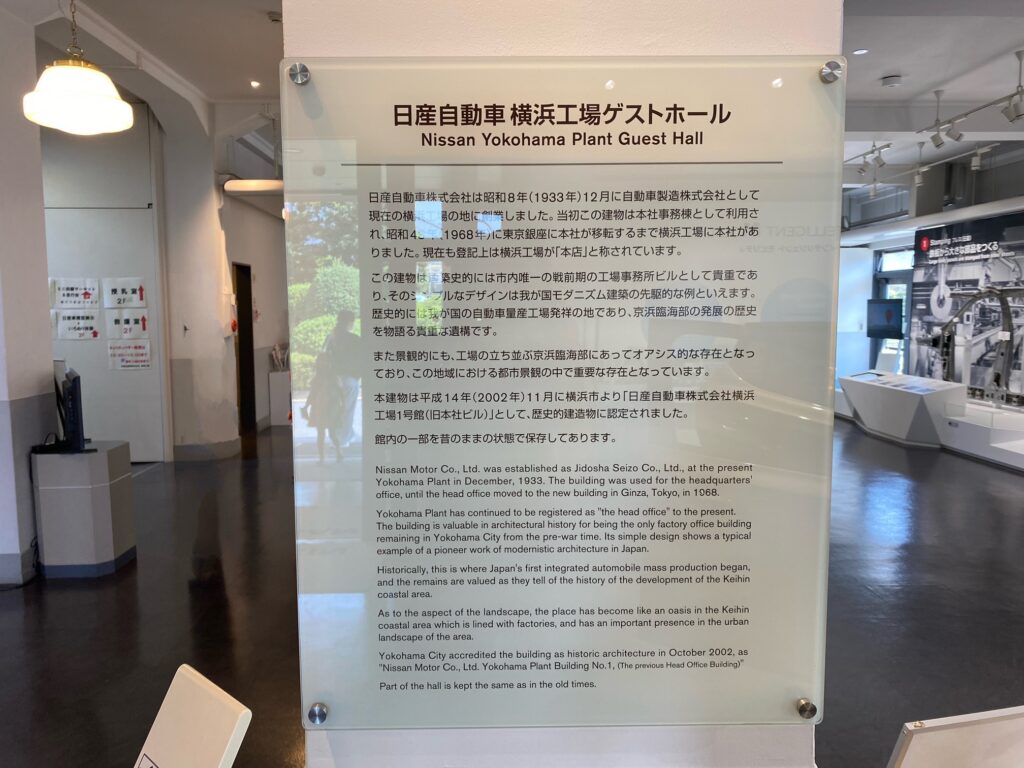 日産自動車 横浜工場ゲストホール
Nissan Yokohama Plant Guest Hall
日産自動車株式会社は昭和8年(1933年)12月に自動車製造株式会社として
現在の横浜工場の地に創業しました。当初この建物は本社事務棟として利用さ
れ、昭和4 (1968年)に東京銀座に本社が移転するまで横浜工場に本社があ
りました。現在も登記上は横浜工場が「本店」と称されています。
この建物は建築史的には市内唯一の戦前期の工場事務所ビルとして貴重であ
り、そのシンプルなデザインは我が国モダニズム建築の先駆的な例といえます。
歴史的には我が国の自動車量産工場発祥の地であり、京浜臨海部の発展の歴史
を物語る貴重な遺構です。
また景観的にも、工場の立ち並ぶ京浜臨海部にあってオアシス的な存在となっ
ており、この地域における都市景観の中で重要な存在となっています。
本建物は平成14年(2002年)11月に横浜市より「日産自動車株式会社横浜
工場1号館(旧本社ビル)」として、歴史的建造物に認定されました。
館内の一部を昔のままの状態で保存してあります。
Nissan Motor Co., Ltd. was established as Jidosha Seizo Co., Ltd., at the present
Yokohama Plant in December, 1933. The building was used for the headquarters'
office, until the head office moved to the new building in Ginza, Tokyo, in 1968.
Yokohama Plant has continued to be registered as "the head office" to the present.
The building is valuable in architectural history for being the only factory office building
remaining in Yokohama City from the pre-war time. Its simple design shows a typical
example of a pioneer work of modernistic architecture in Japan.
Historically, this is where Japan's first integrated automobile mass production began,
and the remains are valued as they tell of the history of the development of the Keihin
coastal area.
As to the aspect of the landscape, the place has become like an oasis in the Keihin
coastal area which is lined with factories, and has an important presence in the urban
landscape of the area.
Yokohama City accredited the building as historic architecture in October 2002, as
"Nissan Motor Co., Ltd. Yokohama Plant Building No.1, (The previous Head Office Building)"
Part of the hall is kept the same as in the old times.
授乳室
2F
救護室
2F
1 Stamping プレス(圧造)
鋼板から大きな部品をつくる